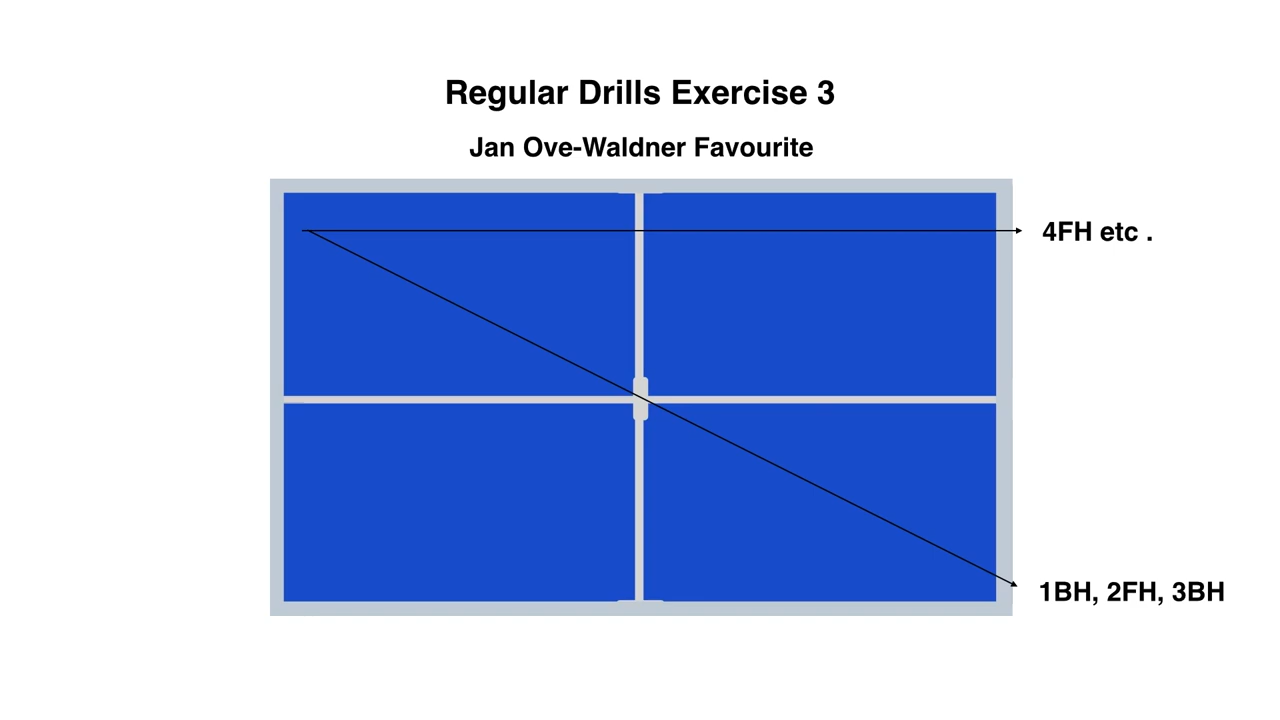 Regular Drills Exercise 3
Jan Ove-Waldner Favourite
4FH etc .
1BH, 2FH, 3BH